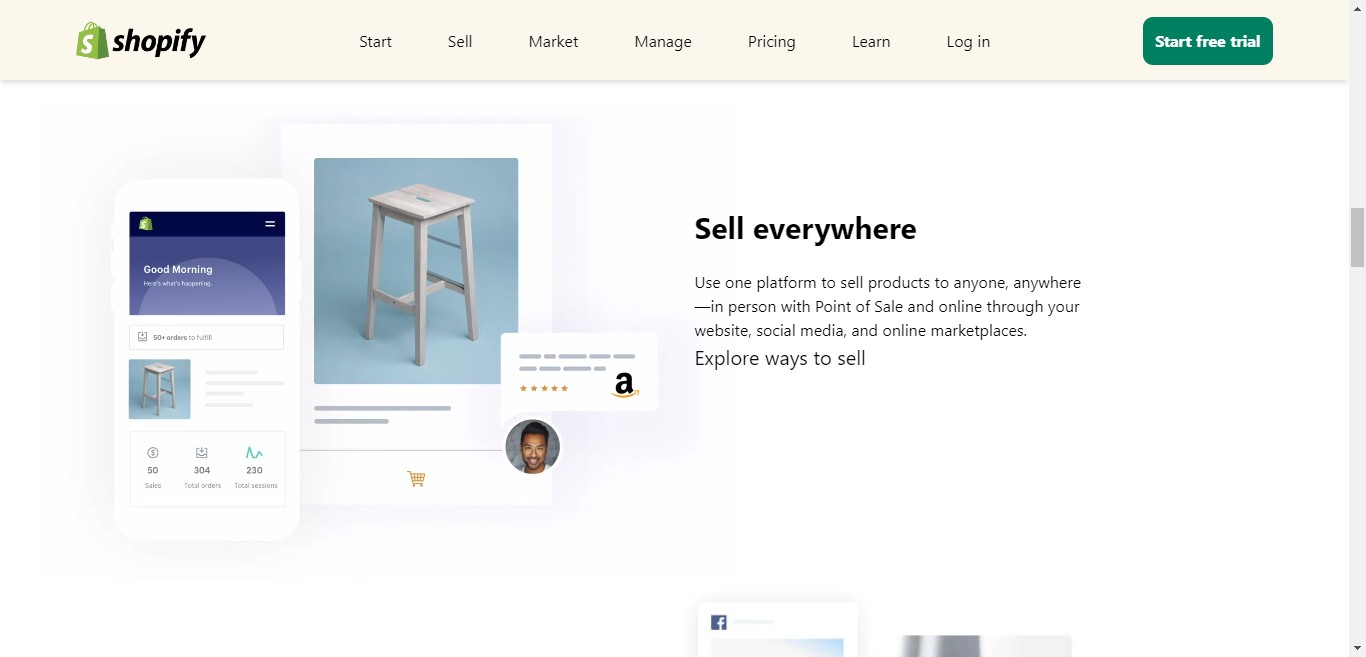 shopify
Start
Sell
Market
Manage
Pricing
Learn
Log in
Start free trial
Good Morning
Here's what's happening.
50+ orders to fulfill
50
304
230
Sales
Total orders
Total sessions
a
Sell everywhere
Use one platform to sell products to anyone, anywhere
—in person with Point of Sale and online through your
website, social media, and online marketplaces.
Explore ways to sell
f